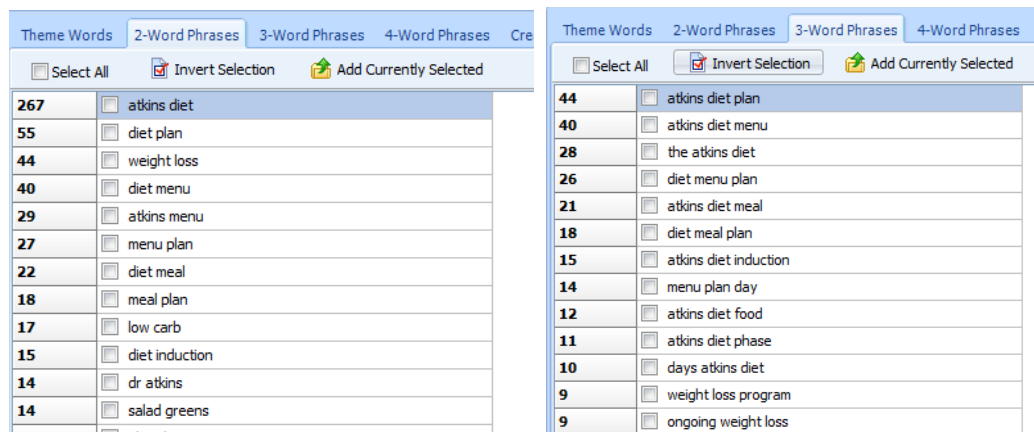 Theme Words 2-Word Phrases 3-Word Phrases 4-Word Phrases Cre
Select All Invert Selection Add Currently Selected
267 atkins diet
55 diet plan
44 weight loss
40 diet menu
29 atkins menu
27 menu plan
22 diet meal
18 meal plan
17 low carb
15 diet induction
14 dr atkins
14 salad greens
Theme Words 2-Word Phrases 3-Word Phrases 4-Word Phrases
Select All Invert Selection Add Currently Selected
44 atkins diet plan
40 atkins diet menu
28 the atkins diet
26 diet menu plan
21 atkins diet meal
18 diet meal plan
15 atkins diet induction
14 menu plan day
12 atkins diet food
11 atkins diet phase
10 days atkins diet
9 weight loss program
9 ongoing weight loss